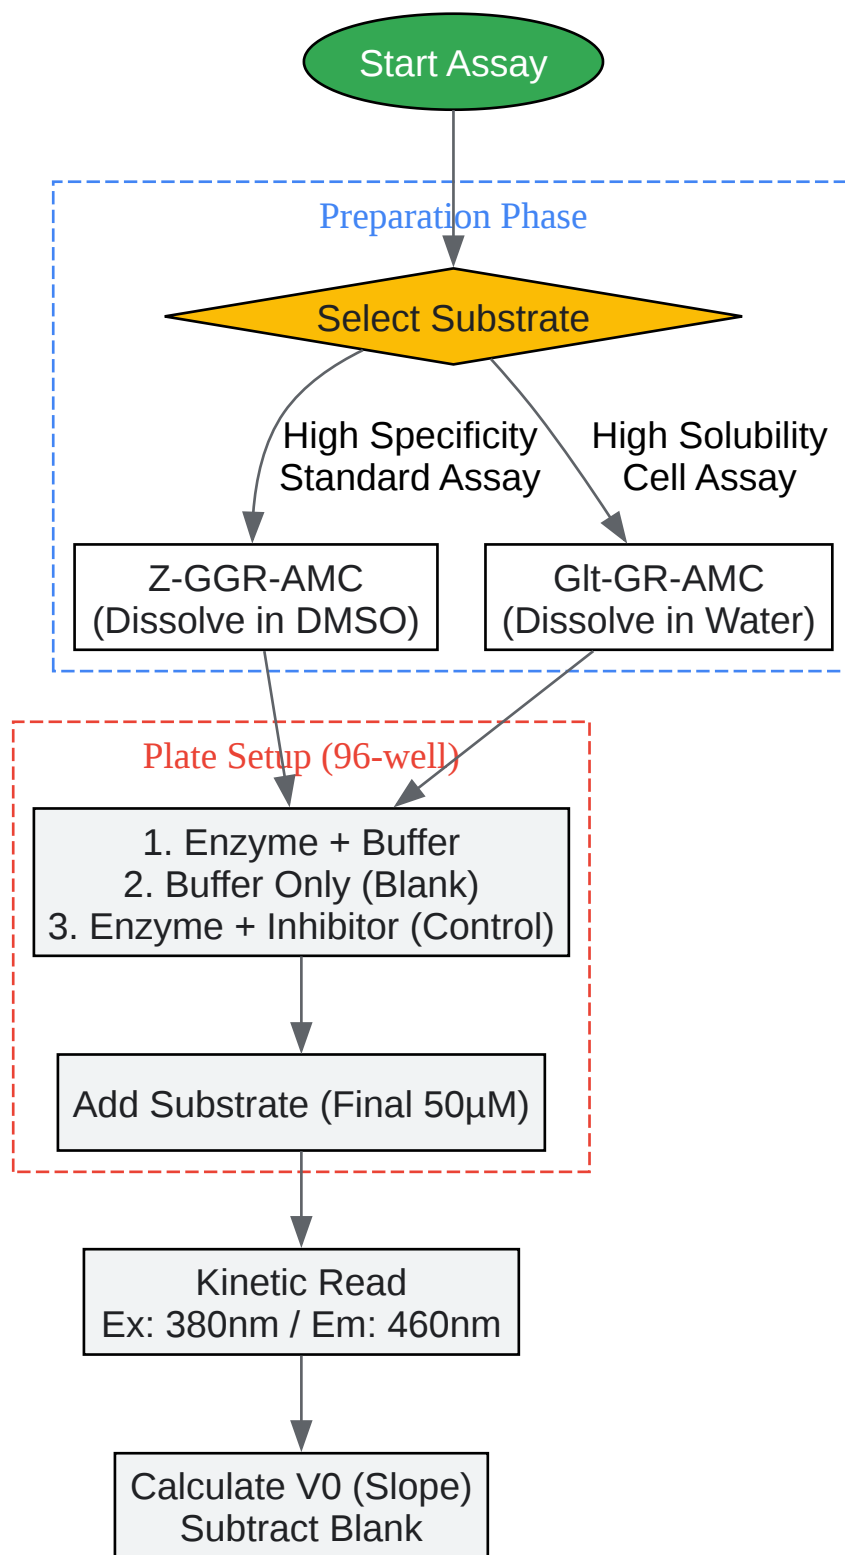 Start Assay
Preparation Phase
Select Substrate
High Specificity
Standard Assay
High Solubility
Cell Assay
Z-GGR-AMC
(Dissolve in DMSO)
Glt-GR-AMC
(Dissolve in Water)
Plate Setup (96-well)
1. Enzyme + Buffer
2. Buffer Only (Blank)
3. Enzyme + Inhibitor (Control)
Add Substrate (Final 50µM)
Kinetic Read
Ex: 380nm / Em: 460nm
Calculate V0 (Slope)
Subtract Blank